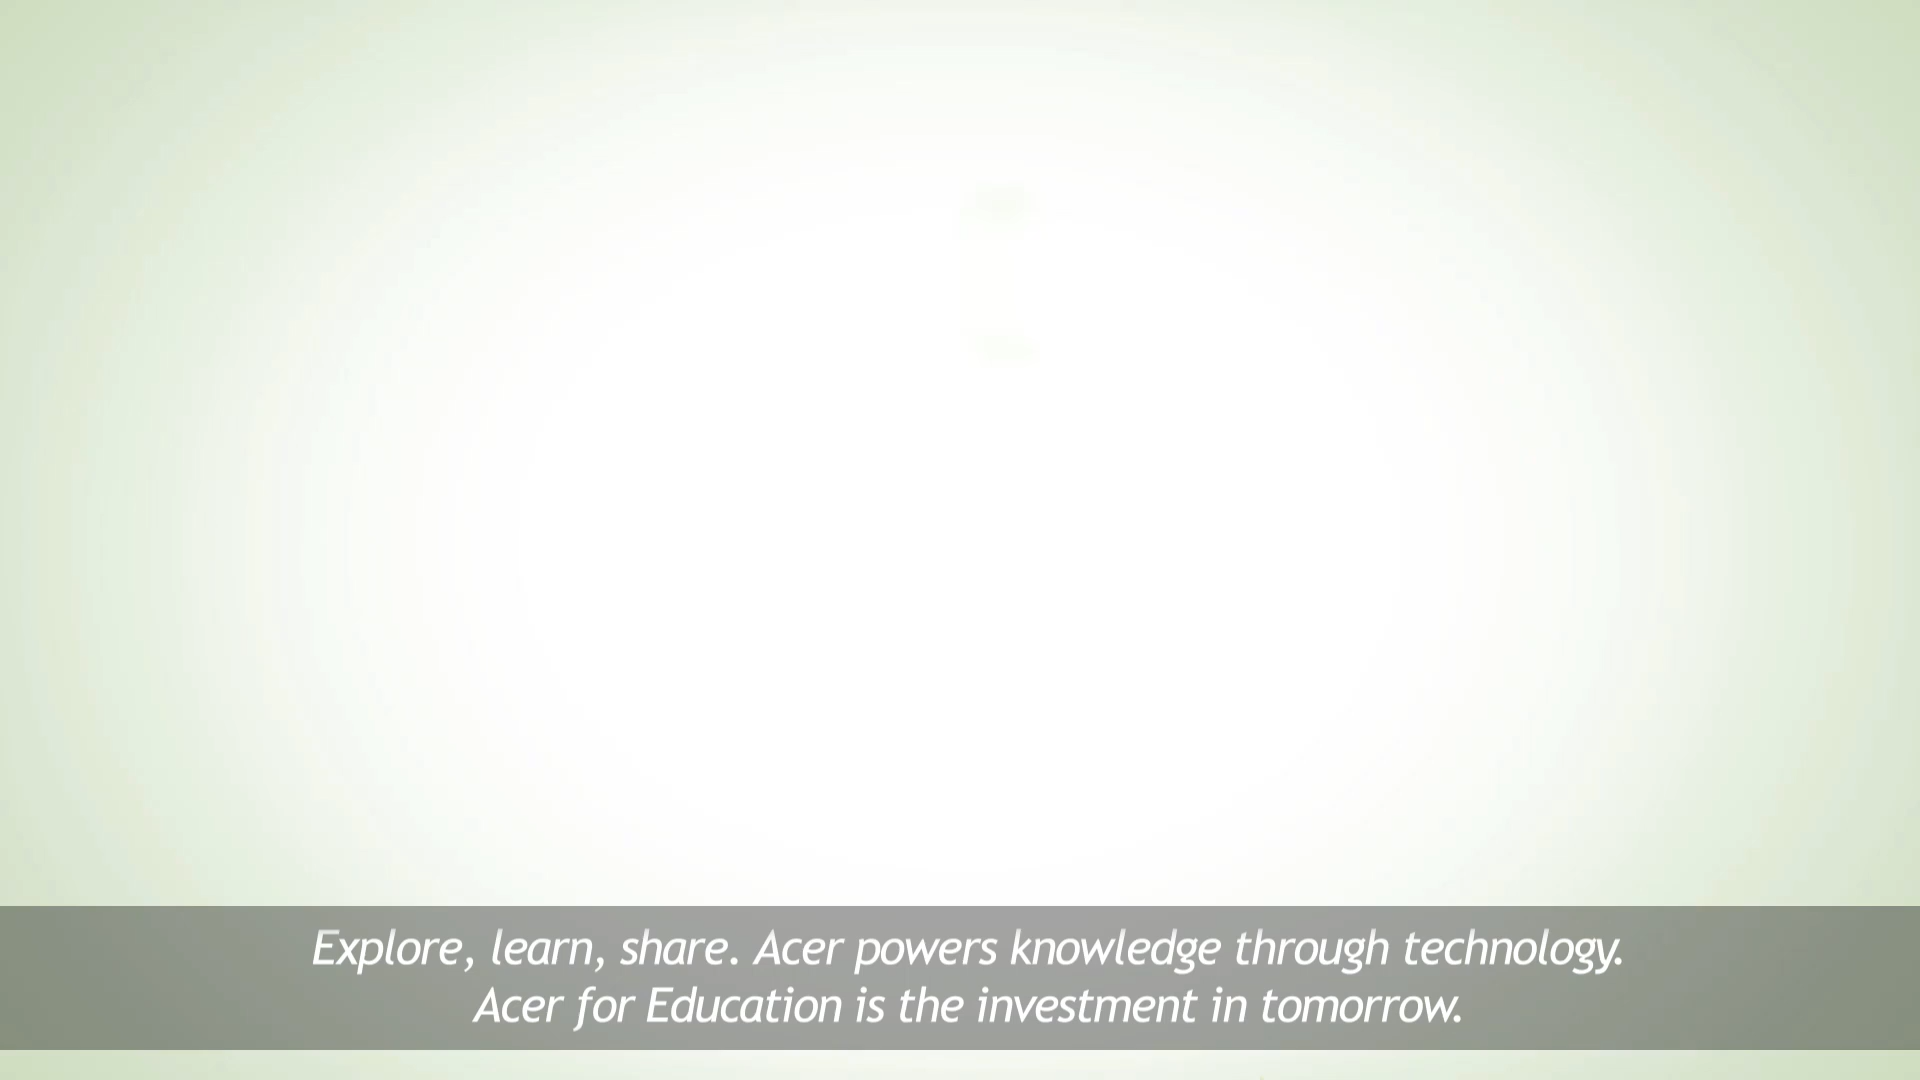 Explore, learn, share. Acer powers knowledge through technology.
Acer for Education is the investment in tomorrow.